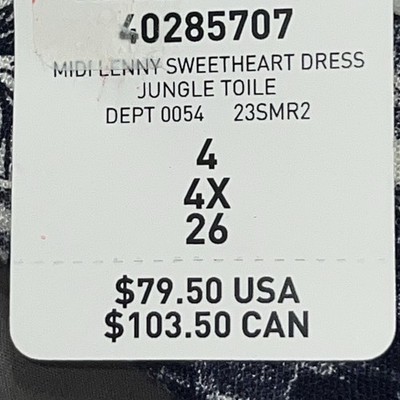 40285707
MIDI LENNY SWEETHEART DRESS
JUNGLE TOILE
DEPT 0054 23SMR2
4
4X
26
$79.50 USA
$103.50 CAN